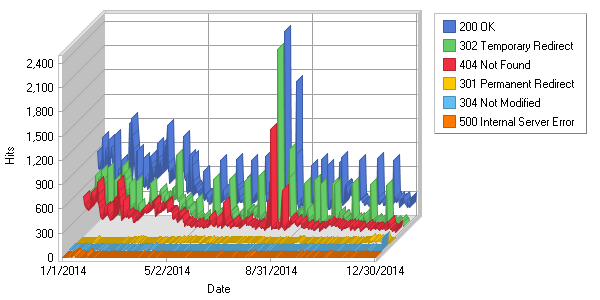 200 OK
302 Temporary Redirect
404 Not Found
301 Permanent Redirect
304 Not Modified
500 Internal Server Error
2,400
2,100
1,800
1,500
1,200
900
600
300
0
Hits
1/1/2014 5/2/2014 8/31/2014 12/30/2014
Date